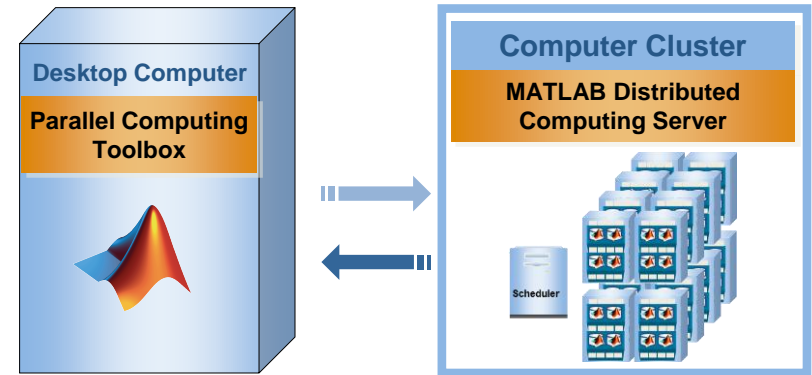 Desktop Computer
Parallel Computing
Toolbox
Computer Cluster
MATLAB Distributed
Computing Server
Scheduler